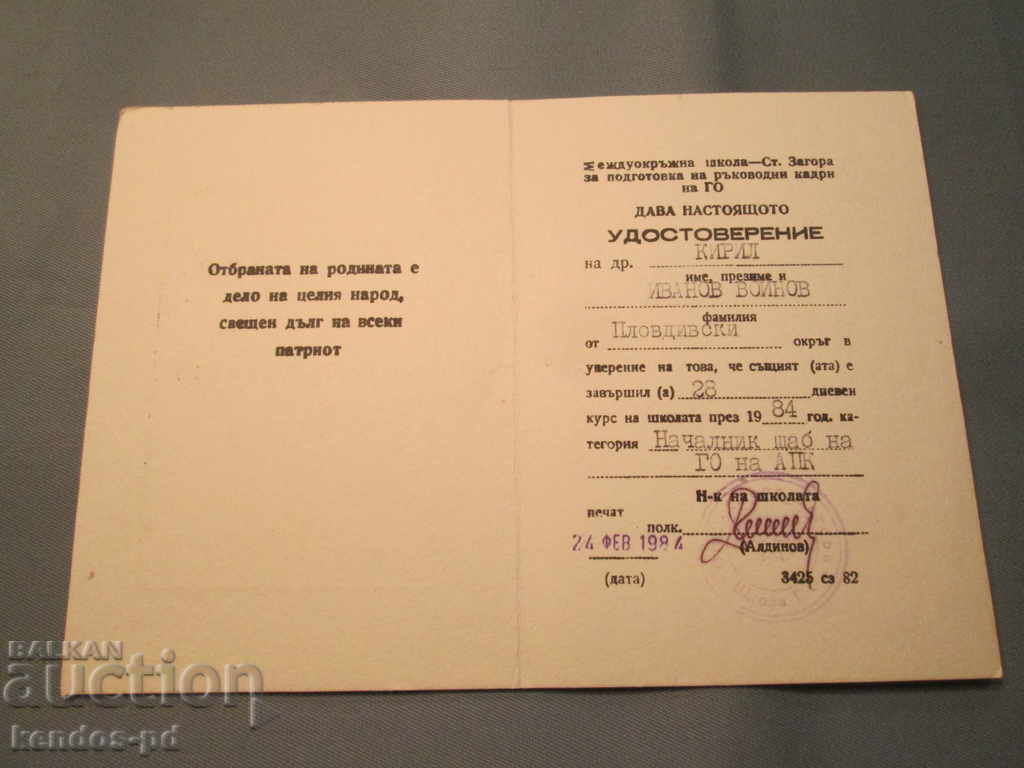 Отбраната на родината е
дело на целия народ,
свещен дълг на всеки
патриот
Междуокръжна школа—Ст. Загора
за подготовка на ръководни кадри
на ГО
ДАВА НАСТОЯЩОТО
УДОСТОВЕРЕНИЕ
на др. КИРИЛ
име, презиме и
ИВАНОВ ВОИНОВ
фамилия
от Пловдивски окръг в
уверение на това, че същият (ата) е
завършил (а) 28 дневен
курс на школата през 1984 год. ка-
тегория Началник щаб на
ГО на АПК
Н-к на школата
печат
полк.
24 ФЕВ 1984
(Алдинов)
(дата)
3425 сз 82
BALKAN
auction
kendos-pd